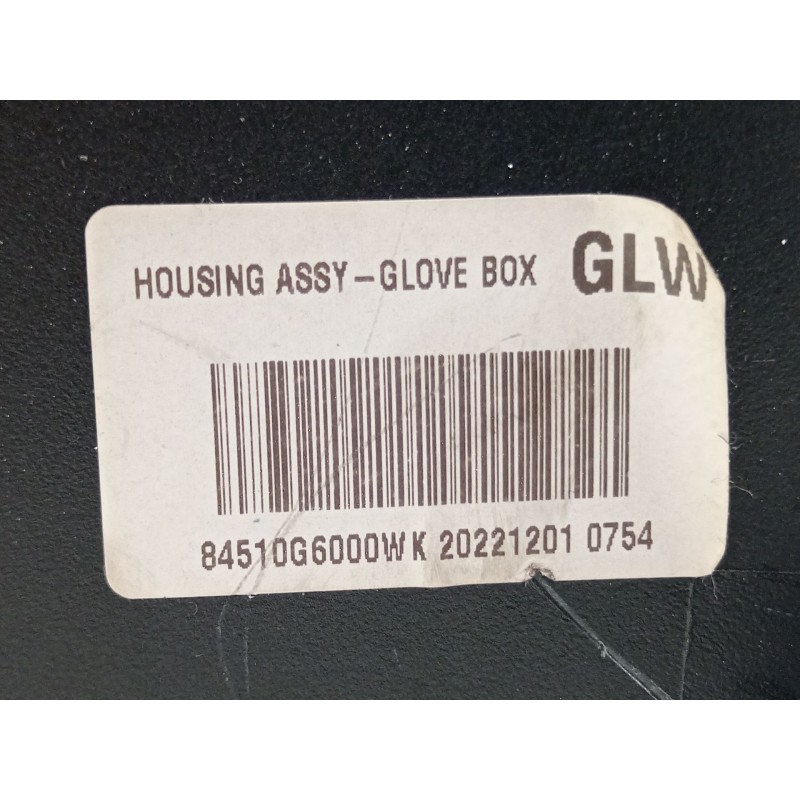 HOUSING ASSY-GLOVE BOX GLW
84510G6000WK 20221201 0754